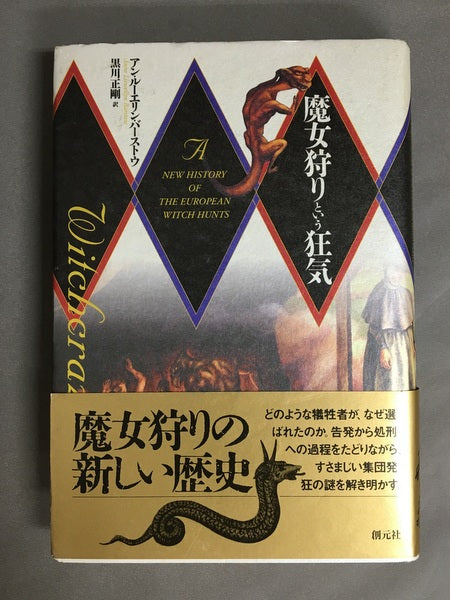 魔女狩りという狂気
アン・ルーエリン・バーストウ
黒川正剛 訳
A
NEW HISTORY
OF
THE EUROPEAN
WITCH HUNTS
魔女狩りの
新しい歴史
どのような犠牲者が、なぜ選
ばれたのか。告発から処刑
への過程をたどりながら、
すさまじい集団発
狂の謎を解き明かす
創元社